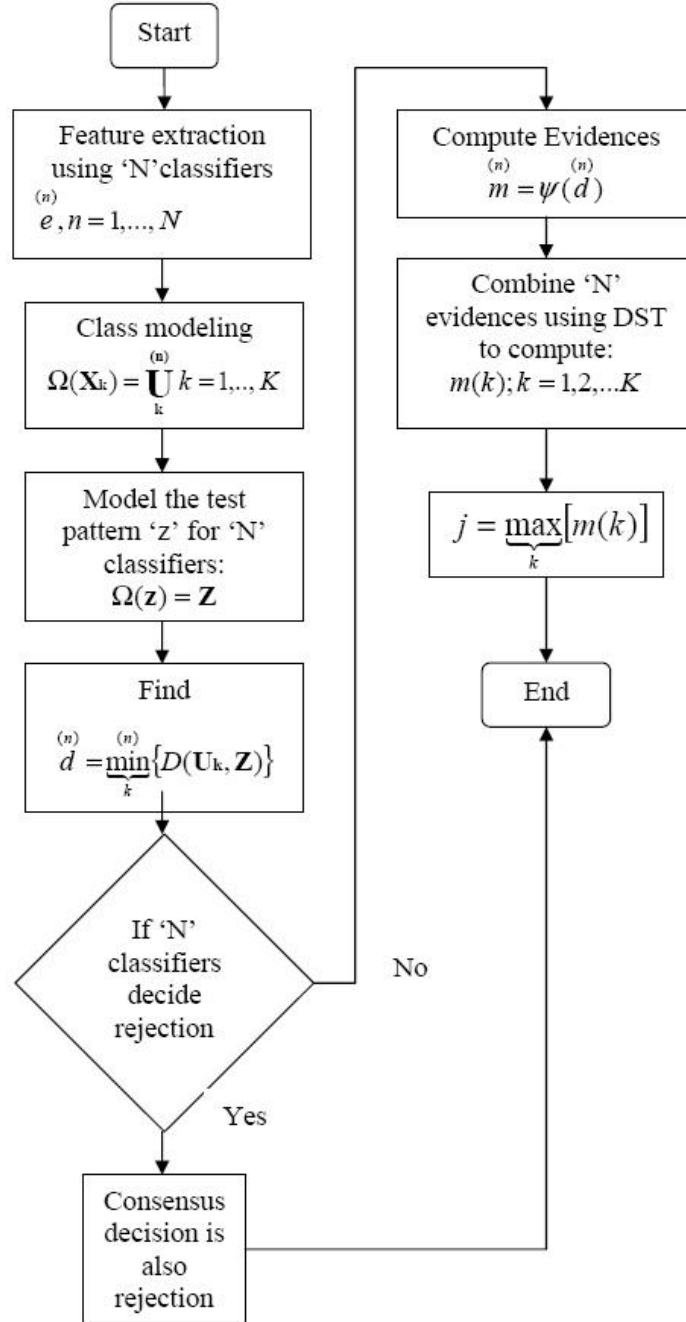 Start
Feature extraction
using ‘N’classifiers
(n)
e, n = 1,..., N
Class modeling
(n)
Ω(Xk) = U k = 1,.., K
k
Model the test
pattern ‘z’ for ‘N’
classifiers:
Ω(z) = Z
Find
(n) (n)
d = min{D(Uk, Z)}
k
If ‘N’
classifiers
decide
rejection
No
Yes
Consensus
decision is
also
rejection
Compute Evidences
(n) (n)
m = ψ(d)
Combine ‘N’
evidences using DST
to compute:
m(k); k = 1,2,...K
j = max[m(k)]
k
End